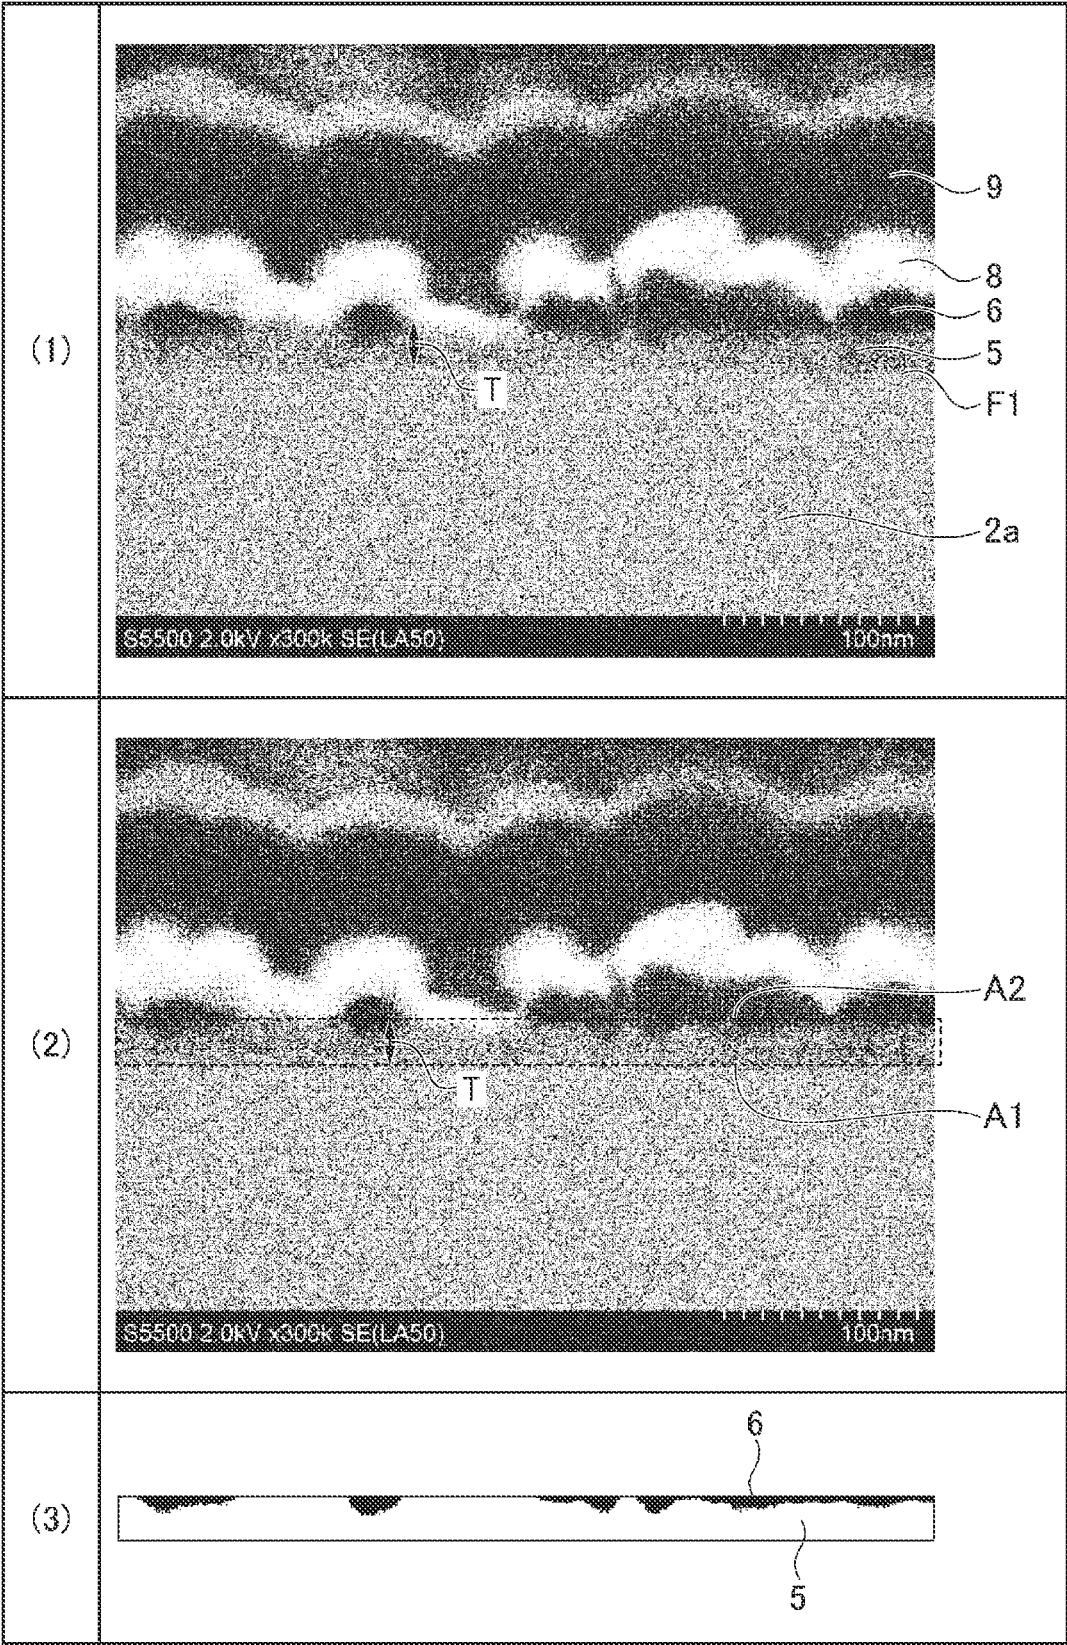 (1)
9
8
6
5
T
F1
2a
S5500 2.0kV x300k SE(LA50)
100nm
(2)
A2
T
A1
S5500 2.0kV x300k SE(LA50)
100nm
6
(3)
5